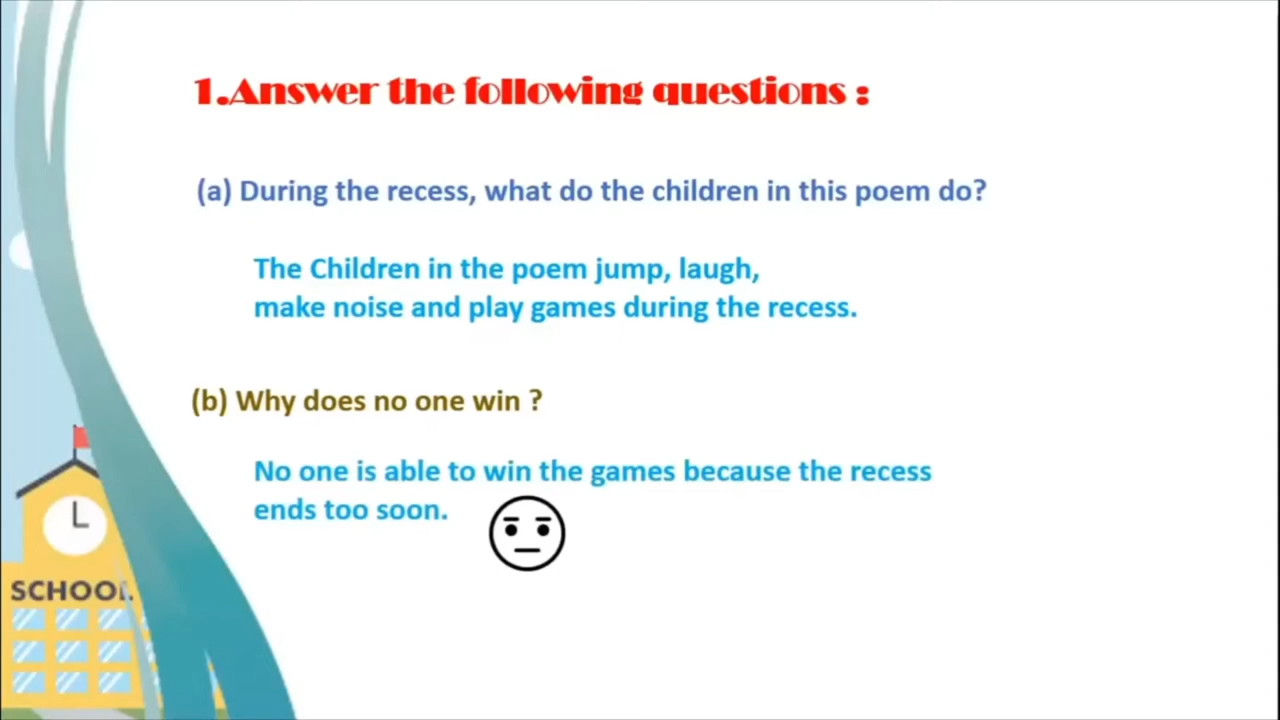 1.Answer the following questions :
(a) During the recess, what do the children in this poem do?
The Children in the poem jump, laugh,
make noise and play games during the recess.
(b) Why does no one win ?
No one is able to win the games because the recess
ends too soon.
SCHOOL